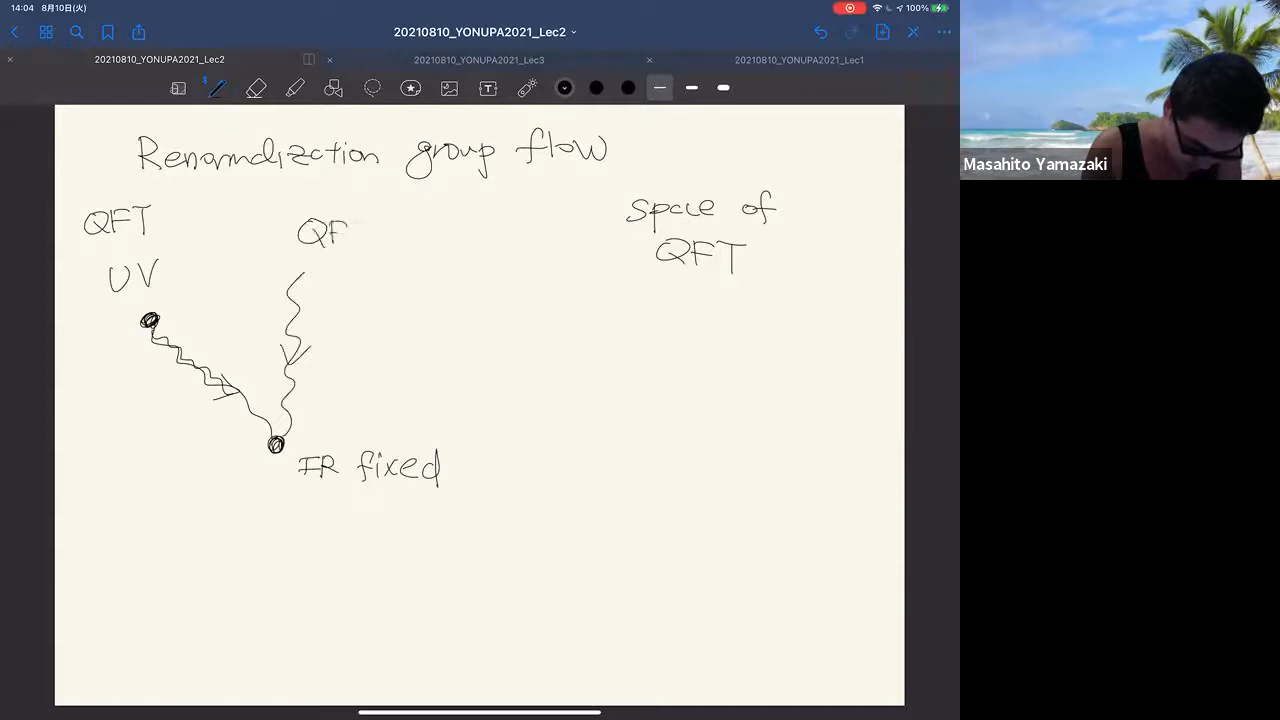 14:04 8月10日(火)
100%
20210810_YONUPA2021_Lec2
20210810_YONUPA2021_Lec2
20210810_YONUPA2021_Lec3
20210810_YONUPA2021_Lec1
Masahito Yamazaki
Renormalization group flow
QFT
QF
Space of
QFT
UV
IR fixed